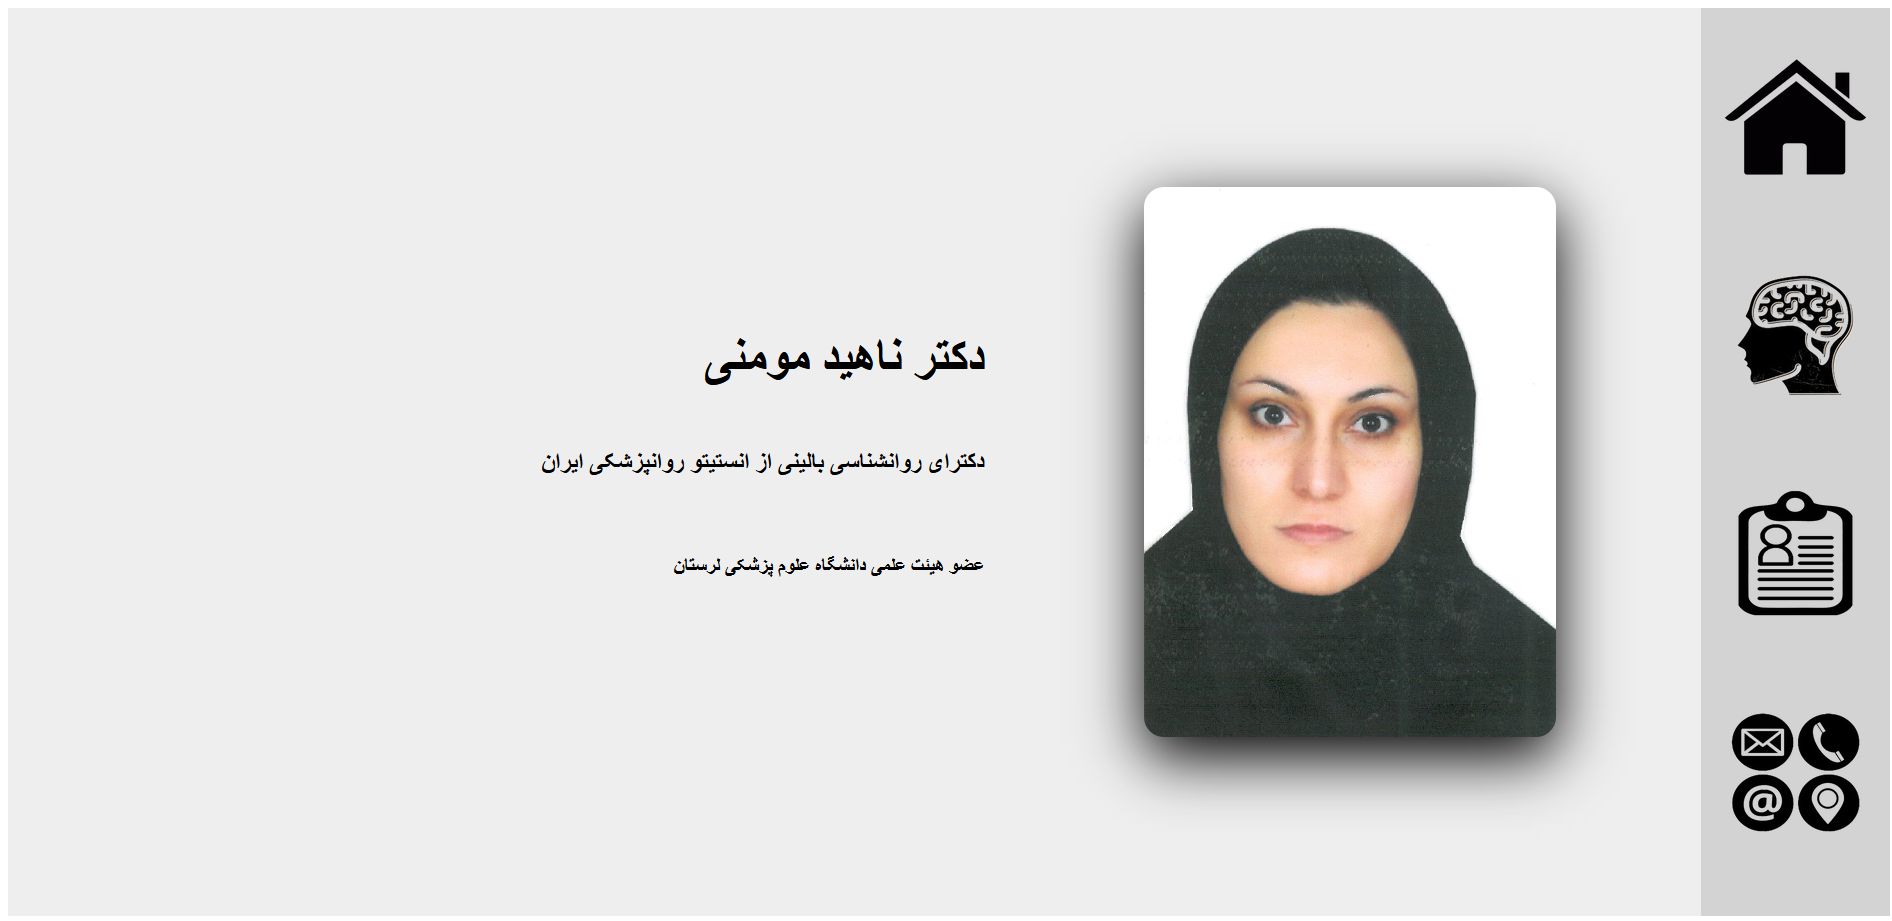 دکتر ناهید مومنی
دکترای روانشناسی بالینی از انستیتو روانپزشکی ایران
عضو هیئت علمی دانشگاه علوم پزشکی لرستان